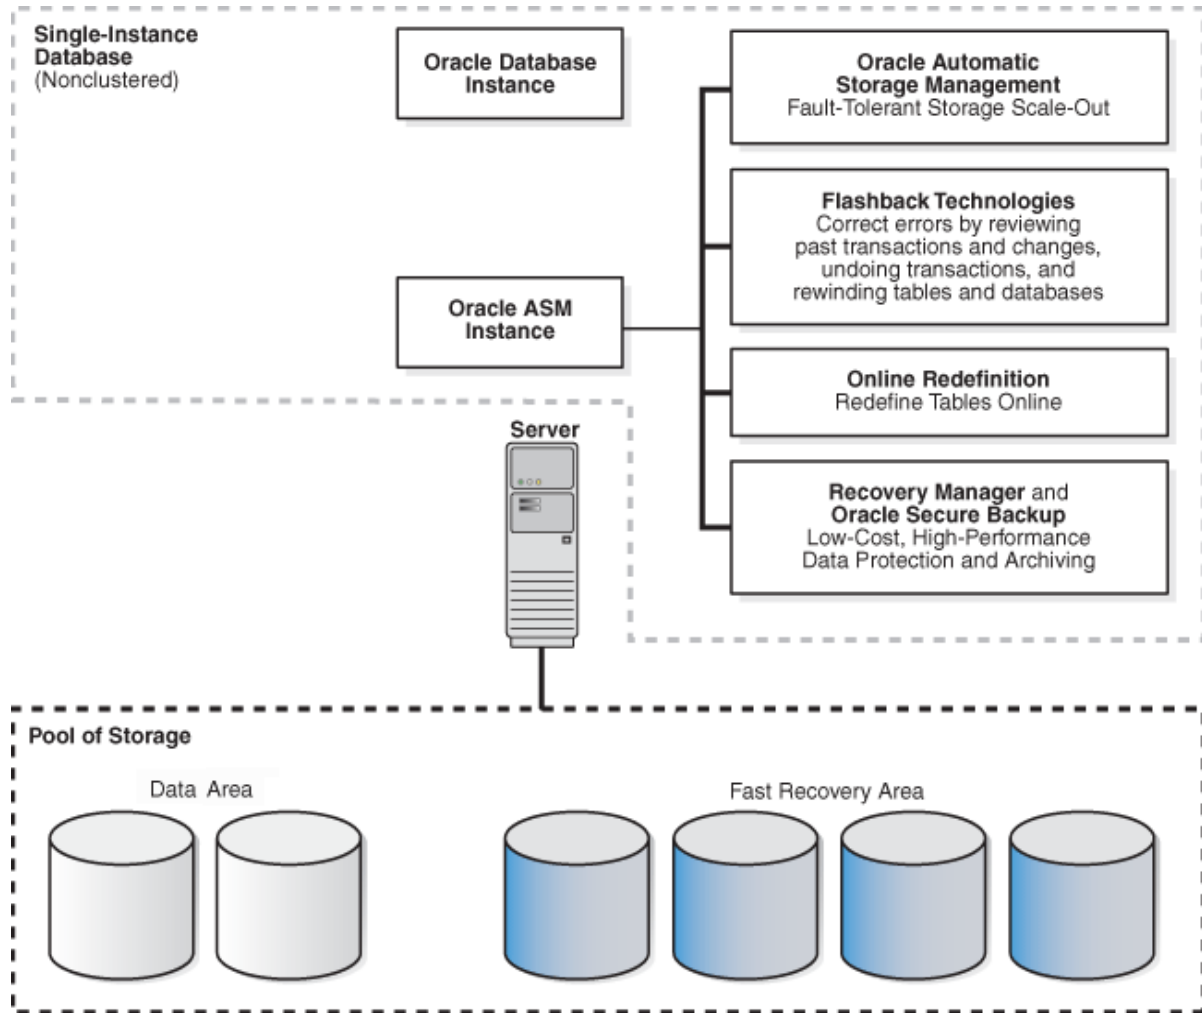 Single-Instance
Database
(Nonclustered)
Oracle Database
Instance
Oracle Automatic
Storage Management
Fault-Tolerant Storage Scale-Out
Flashback Technologies
Correct errors by reviewing
past transactions and changes,
undoing transactions, and
rewinding tables and databases
Oracle ASM
Instance
Online Redefinition
Redefine Tables Online
Server
Recovery Manager and
Oracle Secure Backup
Low-Cost, High-Performance
Data Protection and Archiving
Pool of Storage
Data Area
Fast Recovery Area